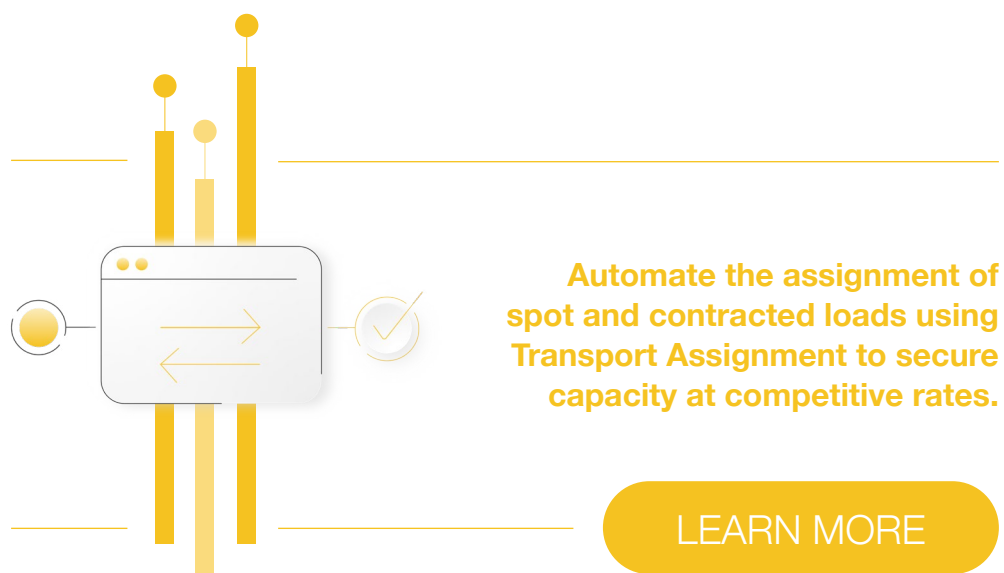 Automate the assignment of
spot and contracted loads using
Transport Assignment to secure
capacity at competitive rates.
LEARN MORE